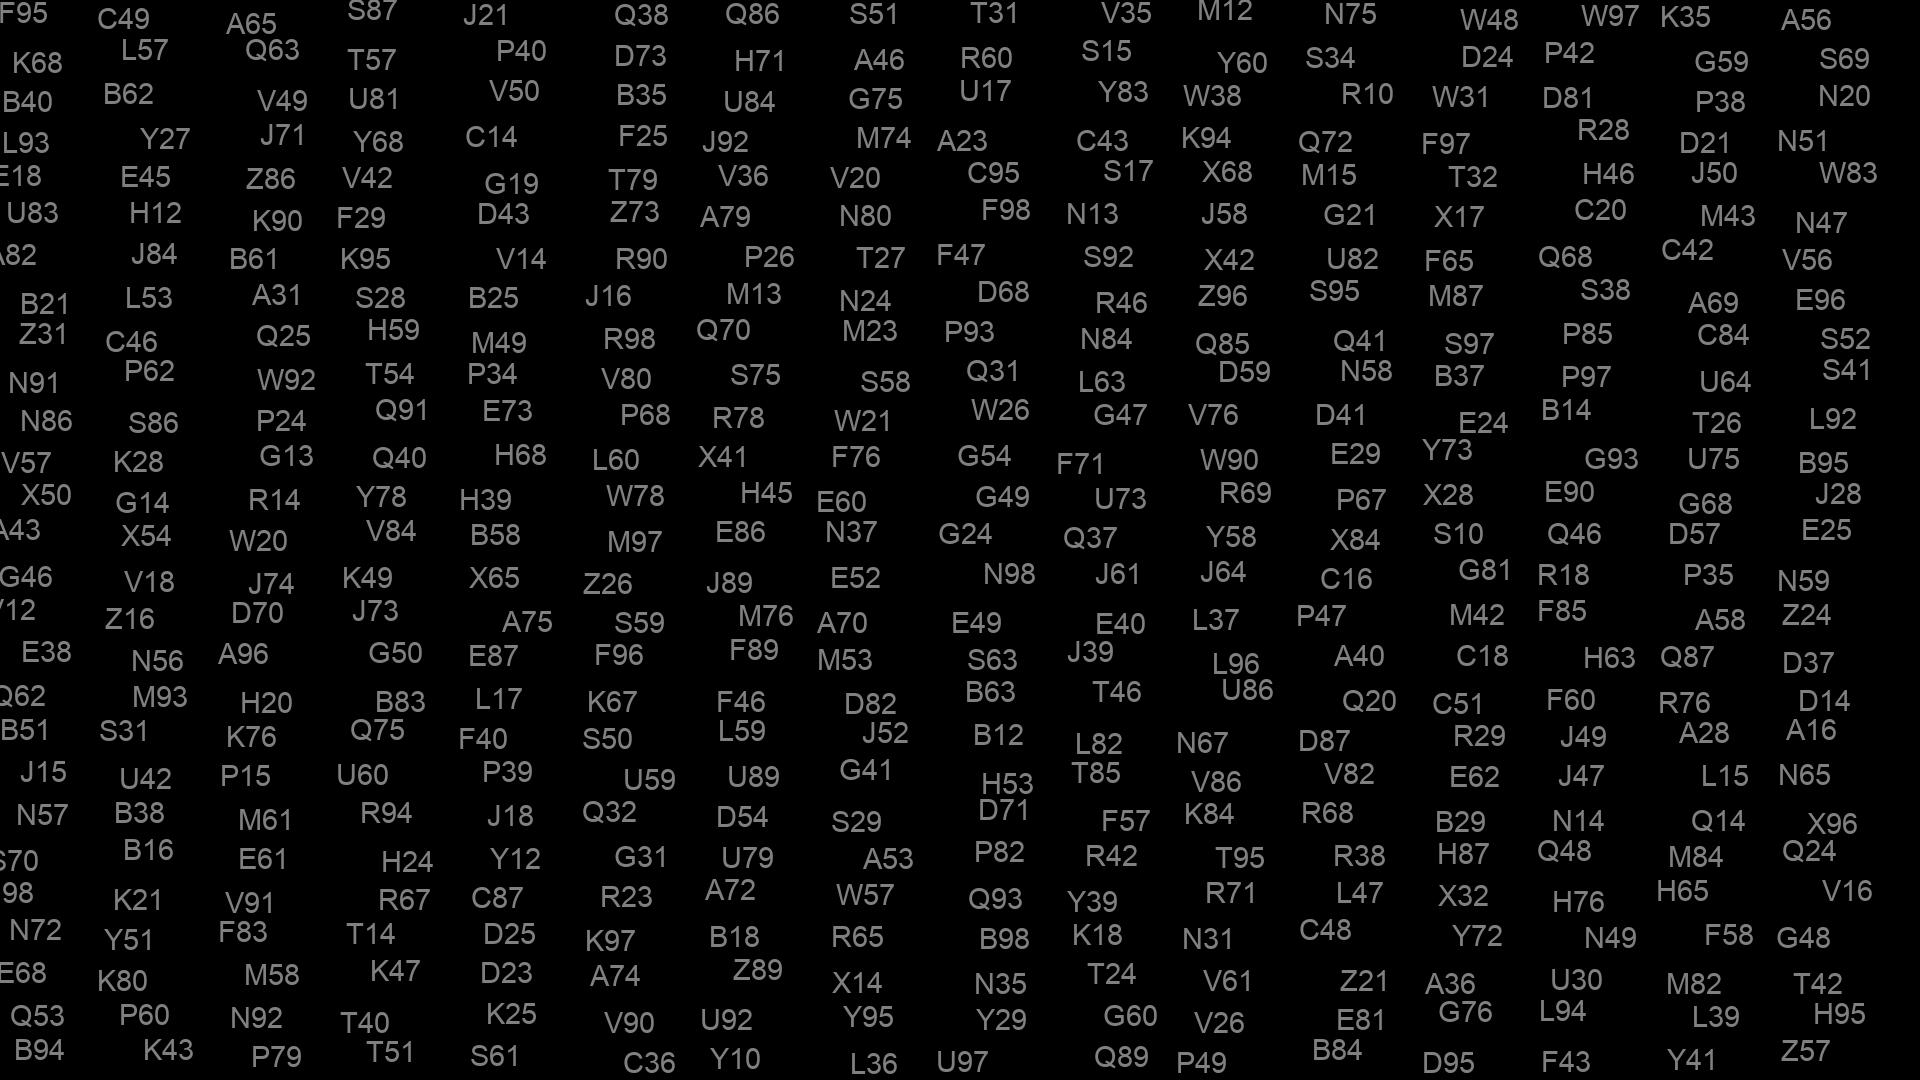 F95 C49 A65 S87 J21 Q38 Q86 S51 T31 V35 M12 N75 W48 W97 K35 A56
K68 L57 Q63 T57 P40 D73 H71 A46 R60 S15 Y60 S34 D24 P42 G59 S69
B40 B62 V49 U81 V50 B35 U84 G75 U17 Y83 W38 R10 W31 D81 P38 N20
L93 Y27 J71 Y68 C14 F25 J92 M74 A23 C43 K94 Q72 F97 R28 D21 N51
E18 E45 Z86 V42 G19 T79 V36 V20 C95 S17 X68 M15 T32 H46 J50 W83
U83 H12 K90 F29 D43 Z73 A79 N80 F98 N13 J58 G21 X17 C20 M43 N47
A82 J84 B61 K95 V14 R90 P26 T27 F47 S92 X42 U82 F65 Q68 C42 V56
B21 L53 A31 S28 B25 J16 M13 N24 D68 R46 Z96 S95 M87 S38 A69 E96
Z31 C46 Q25 H59 M49 R98 Q70 M23 P93 N84 Q85 Q41 S97 P85 C84 S52
N91 P62 W92 T54 P34 V80 S75 S58 Q31 L63 D59 N58 B37 P97 U64 S41
N86 S86 P24 Q91 E73 P68 R78 W21 W26 G47 V76 D41 E24 B14 T26 L92
V57 K28 G13 Q40 H68 L60 X41 F76 G54 F71 W90 E29 Y73 G93 U75 B95
X50 G14 R14 Y78 H39 W78 H45 E60 G49 U73 R69 P67 X28 E90 G68 J28
A43 X54 W20 V84 B58 M97 E86 N37 G24 Q37 Y58 X84 S10 Q46 D57 E25
G46 V18 J74 K49 X65 Z26 J89 E52 N98 J61 J64 C16 G81 R18 P35 N59
12 Z16 D70 J73 A75 S59 M76 A70 E49 E40 L37 P47 M42 F85 A58 Z24
E38 N56 A96 G50 E87 F96 F89 M53 S63 J39 L96 A40 C18 H63 Q87 D37
Q62 M93 H20 B83 L17 K67 F46 D82 B63 T46 U86 Q20 C51 F60 R76 D14
B51 S31 K76 Q75 F40 S50 L59 J52 B12 L82 N67 D87 R29 J49 A28 A16
J15 U42 P15 U60 P39 U59 U89 G41 H53 T85 V86 V82 E62 J47 L15 N65
N57 B38 M61 R94 J18 Q32 D54 S29 D71 F57 K84 R68 B29 N14 Q14 X96
S70 B16 E61 H24 Y12 G31 U79 A53 P82 R42 T95 R38 H87 Q48 M84 Q24
98 K21 V91 R67 C87 R23 A72 W57 Q93 Y39 R71 L47 X32 H76 H65 V16
N72 Y51 F83 T14 D25 K97 B18 R65 B98 K18 N31 C48 Y72 N49 F58 G48
E68 K80 M58 K47 D23 A74 Z89 X14 N35 T24 V61 Z21 A36 U30 M82 T42
Q53 P60 N92 T40 K25 V90 U92 Y95 Y29 G60 V26 E81 G76 L94 L39 H95
B94 K43 P79 T51 S61 C36 Y10 L36 U97 Q89 P49 B84 D95 F43 Y41 Z57